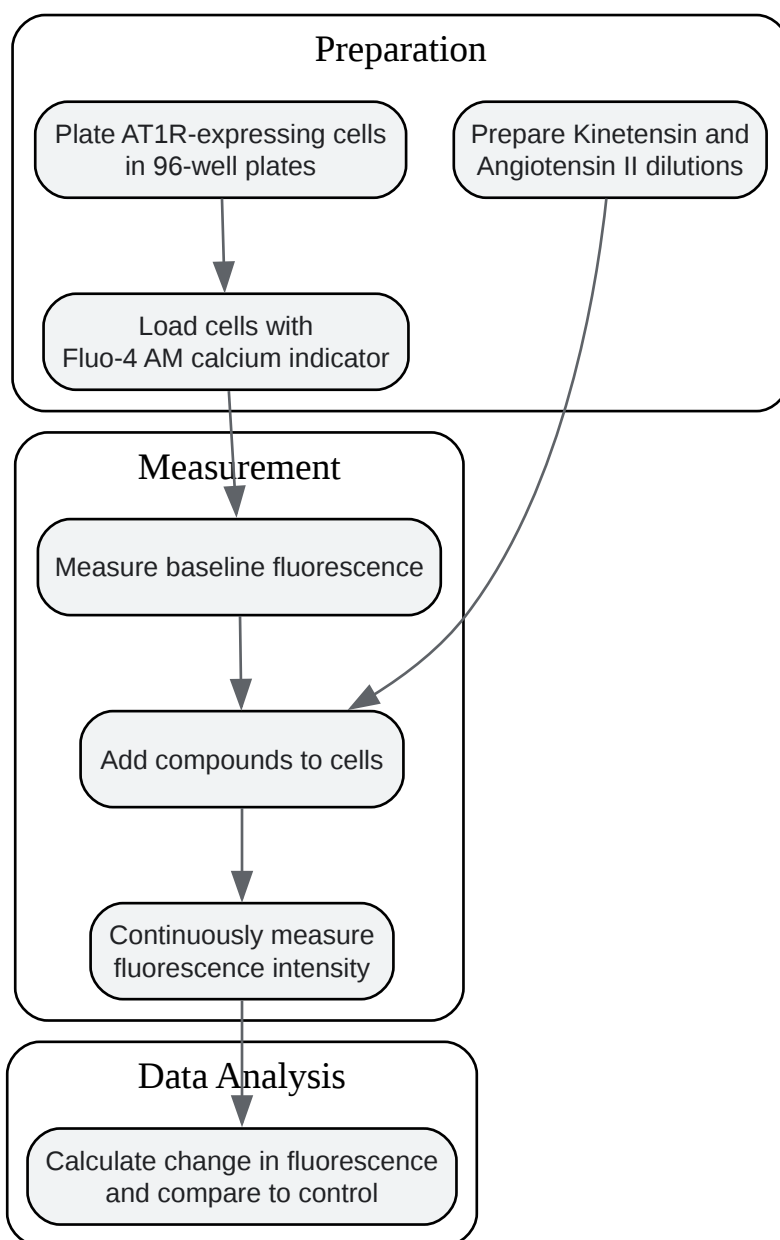 Preparation
Plate AT1R-expressing cells
in 96-well plates
Prepare Kinetensin and
Angiotensin II dilutions
Load cells with
Fluo-4 AM calcium indicator
Measurement
Measure baseline fluorescence
Add compounds to cells
Continuously measure
fluorescence intensity
Data Analysis
Calculate change in fluorescence
and compare to control